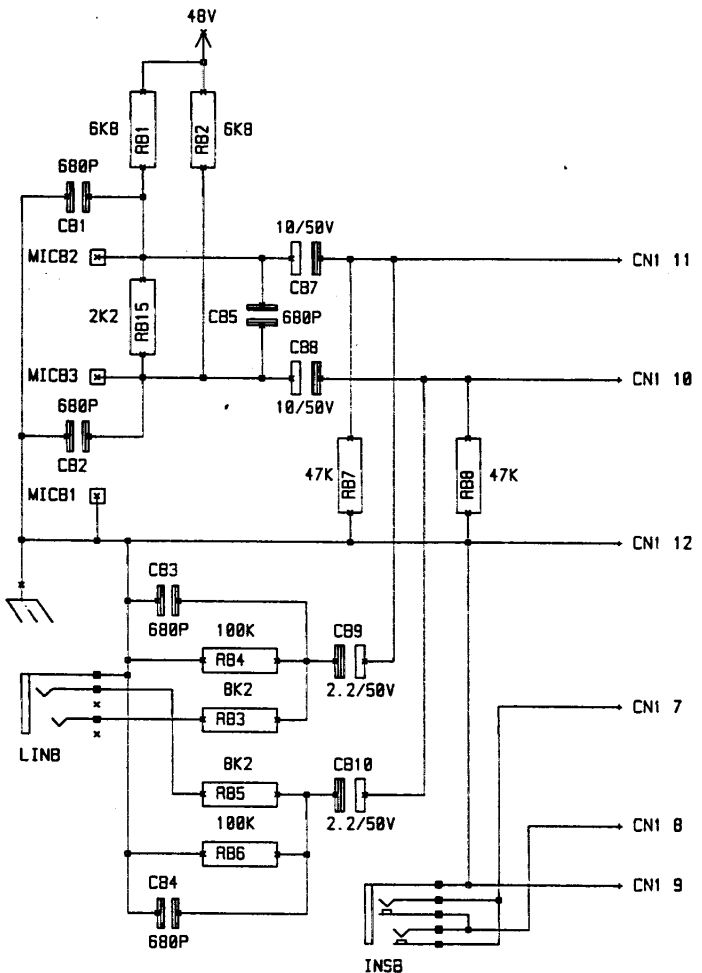 48V
6K8
RB1
RB2
6K8
680P
CB1
10/50V
MICB2
CB7
CN1 11
2K2
RB15
CB5
680P
CB8
MICB3
CN1 10
10/50V
680P
CB2
47K
RB7
RB8
47K
MICB1
CN1 12
CB3
680P
100K
CB9
RB4
8K2
2.2/50V
RB3
CN1 7
LINB
8K2
CB10
RB5
100K
2.2/50V
CN1 8
RB6
CB4
CN1 9
680P
INSB